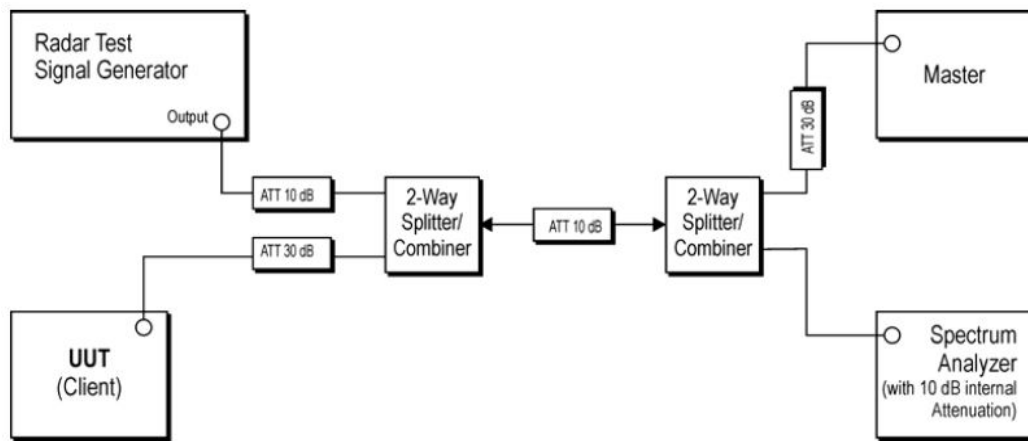 Radar Test
Signal Generator
Output
ATT 10 dB
ATT 30 dB
UUT
(Client)
2-Way
Splitter/
Combiner
ATT 10 dB
2-Way
Splitter/
Combiner
ATT 30 dB
Master
Spectrum
Analyzer
(with 10 dB internal
Attenuation)